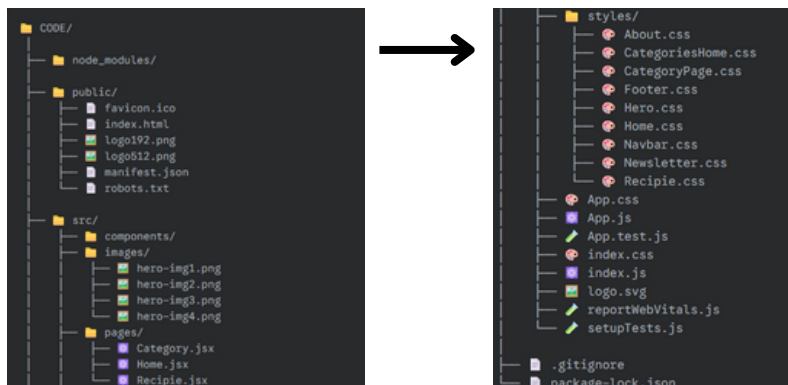 CODE/
node_modules/
public/
favicon.ico
index.html
logo192.png
logo512.png
manifest.json
robots.txt
src/
components/
images/
hero-img1.png
hero-img2.png
hero-img3.png
hero-img4.png
pages/
Category.jsx
Home.jsx
Recipie.jsx
styles/
About.css
CategoriesHome.css
CategoryPage.css
Footer.css
Hero.css
Home.css
Navbar.css
Newsletter.css
Recipie.css
App.css
App.js
App.test.js
index.css
index.js
logo.svg
reportWebVitals.js
setupTests.js
.gitignore
package-lock.json